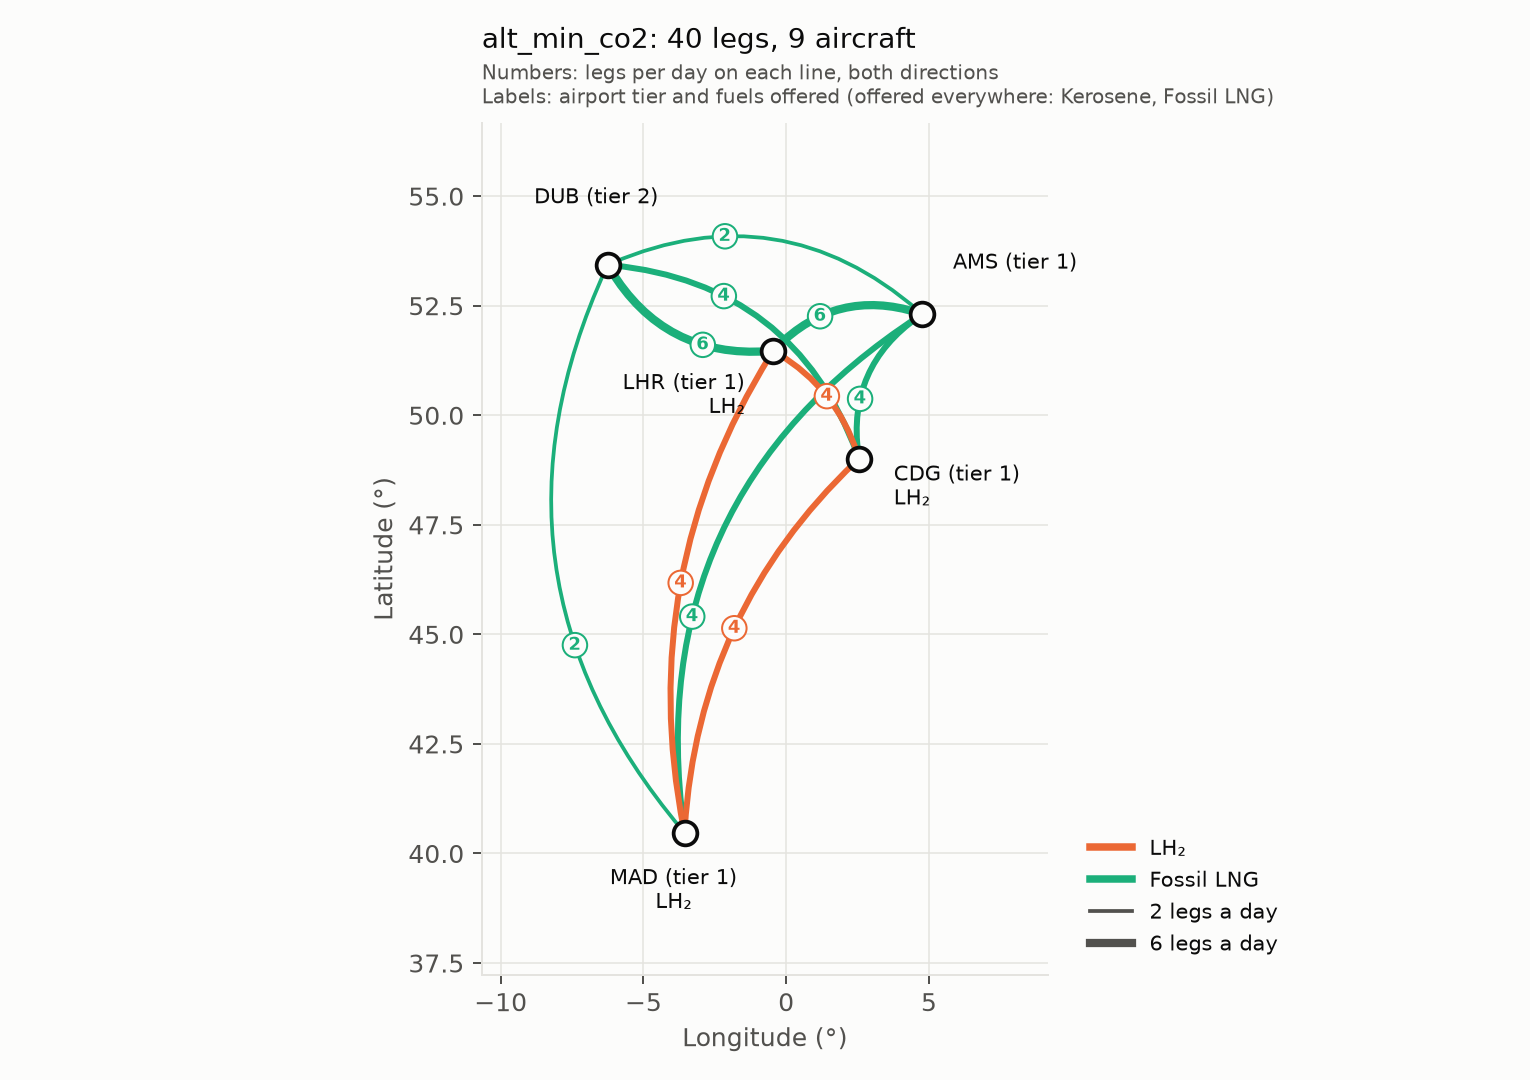 alt_min_co2: 40 legs, 9 aircraft
Numbers: legs per day on each line, both directions
Labels: airport tier and fuels offered (offered everywhere: Kerosene, Fossil LNG)
55.0
52.5
50.0
47.5
45.0
42.5
40.0
37.5
Latitude (°)
DUB (tier 2)
AMS (tier 1)
LHR (tier 1)
LH₂
CDG (tier 1)
LH₂
MAD (tier 1)
LH₂
2
4
6
6
4
4
4
4
4
2
−10
−5
0
5
Longitude (°)
LH₂
Fossil LNG
2 legs a day
6 legs a day